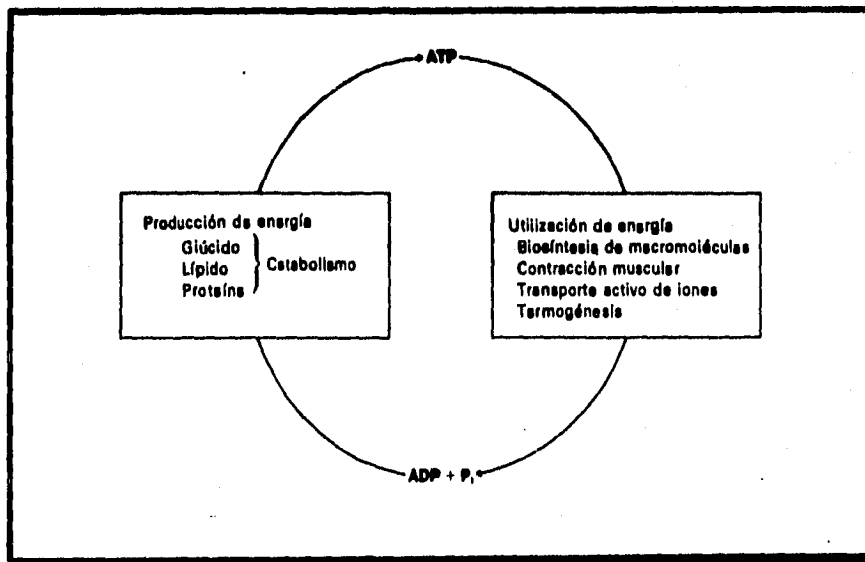 ATP
Producción de energía
Glúcido
Lípido
Proteína
Catabolismo
Utilización de energía
Biosíntesis de macromoléculas
Contracción muscular
Transporte activo de iones
Termogénesis
ADP + Pi